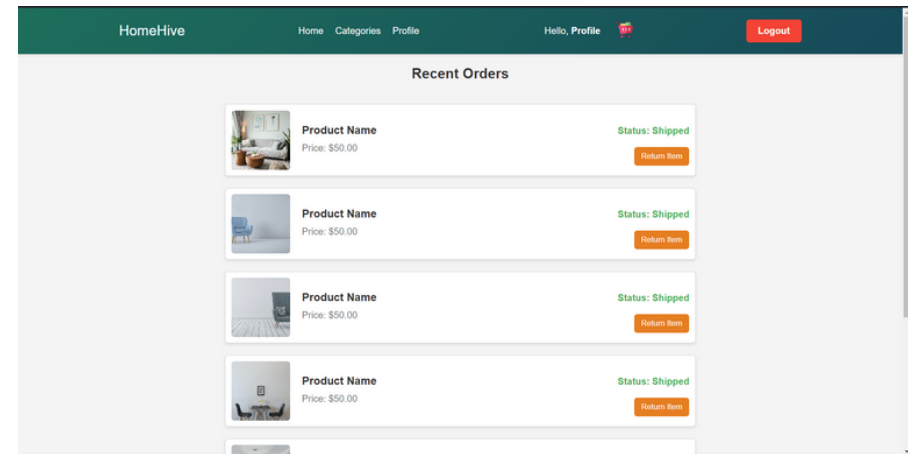 HomeHive
Home Categories Profile
Hello, Profile
Logout
Recent Orders
Product Name
Price: $50.00
Status: Shipped
Return Item
Product Name
Price: $50.00
Status: Shipped
Return Item
Product Name
Price: $50.00
Status: Shipped
Return Item
Product Name
Price: $50.00
Status: Shipped
Return Item